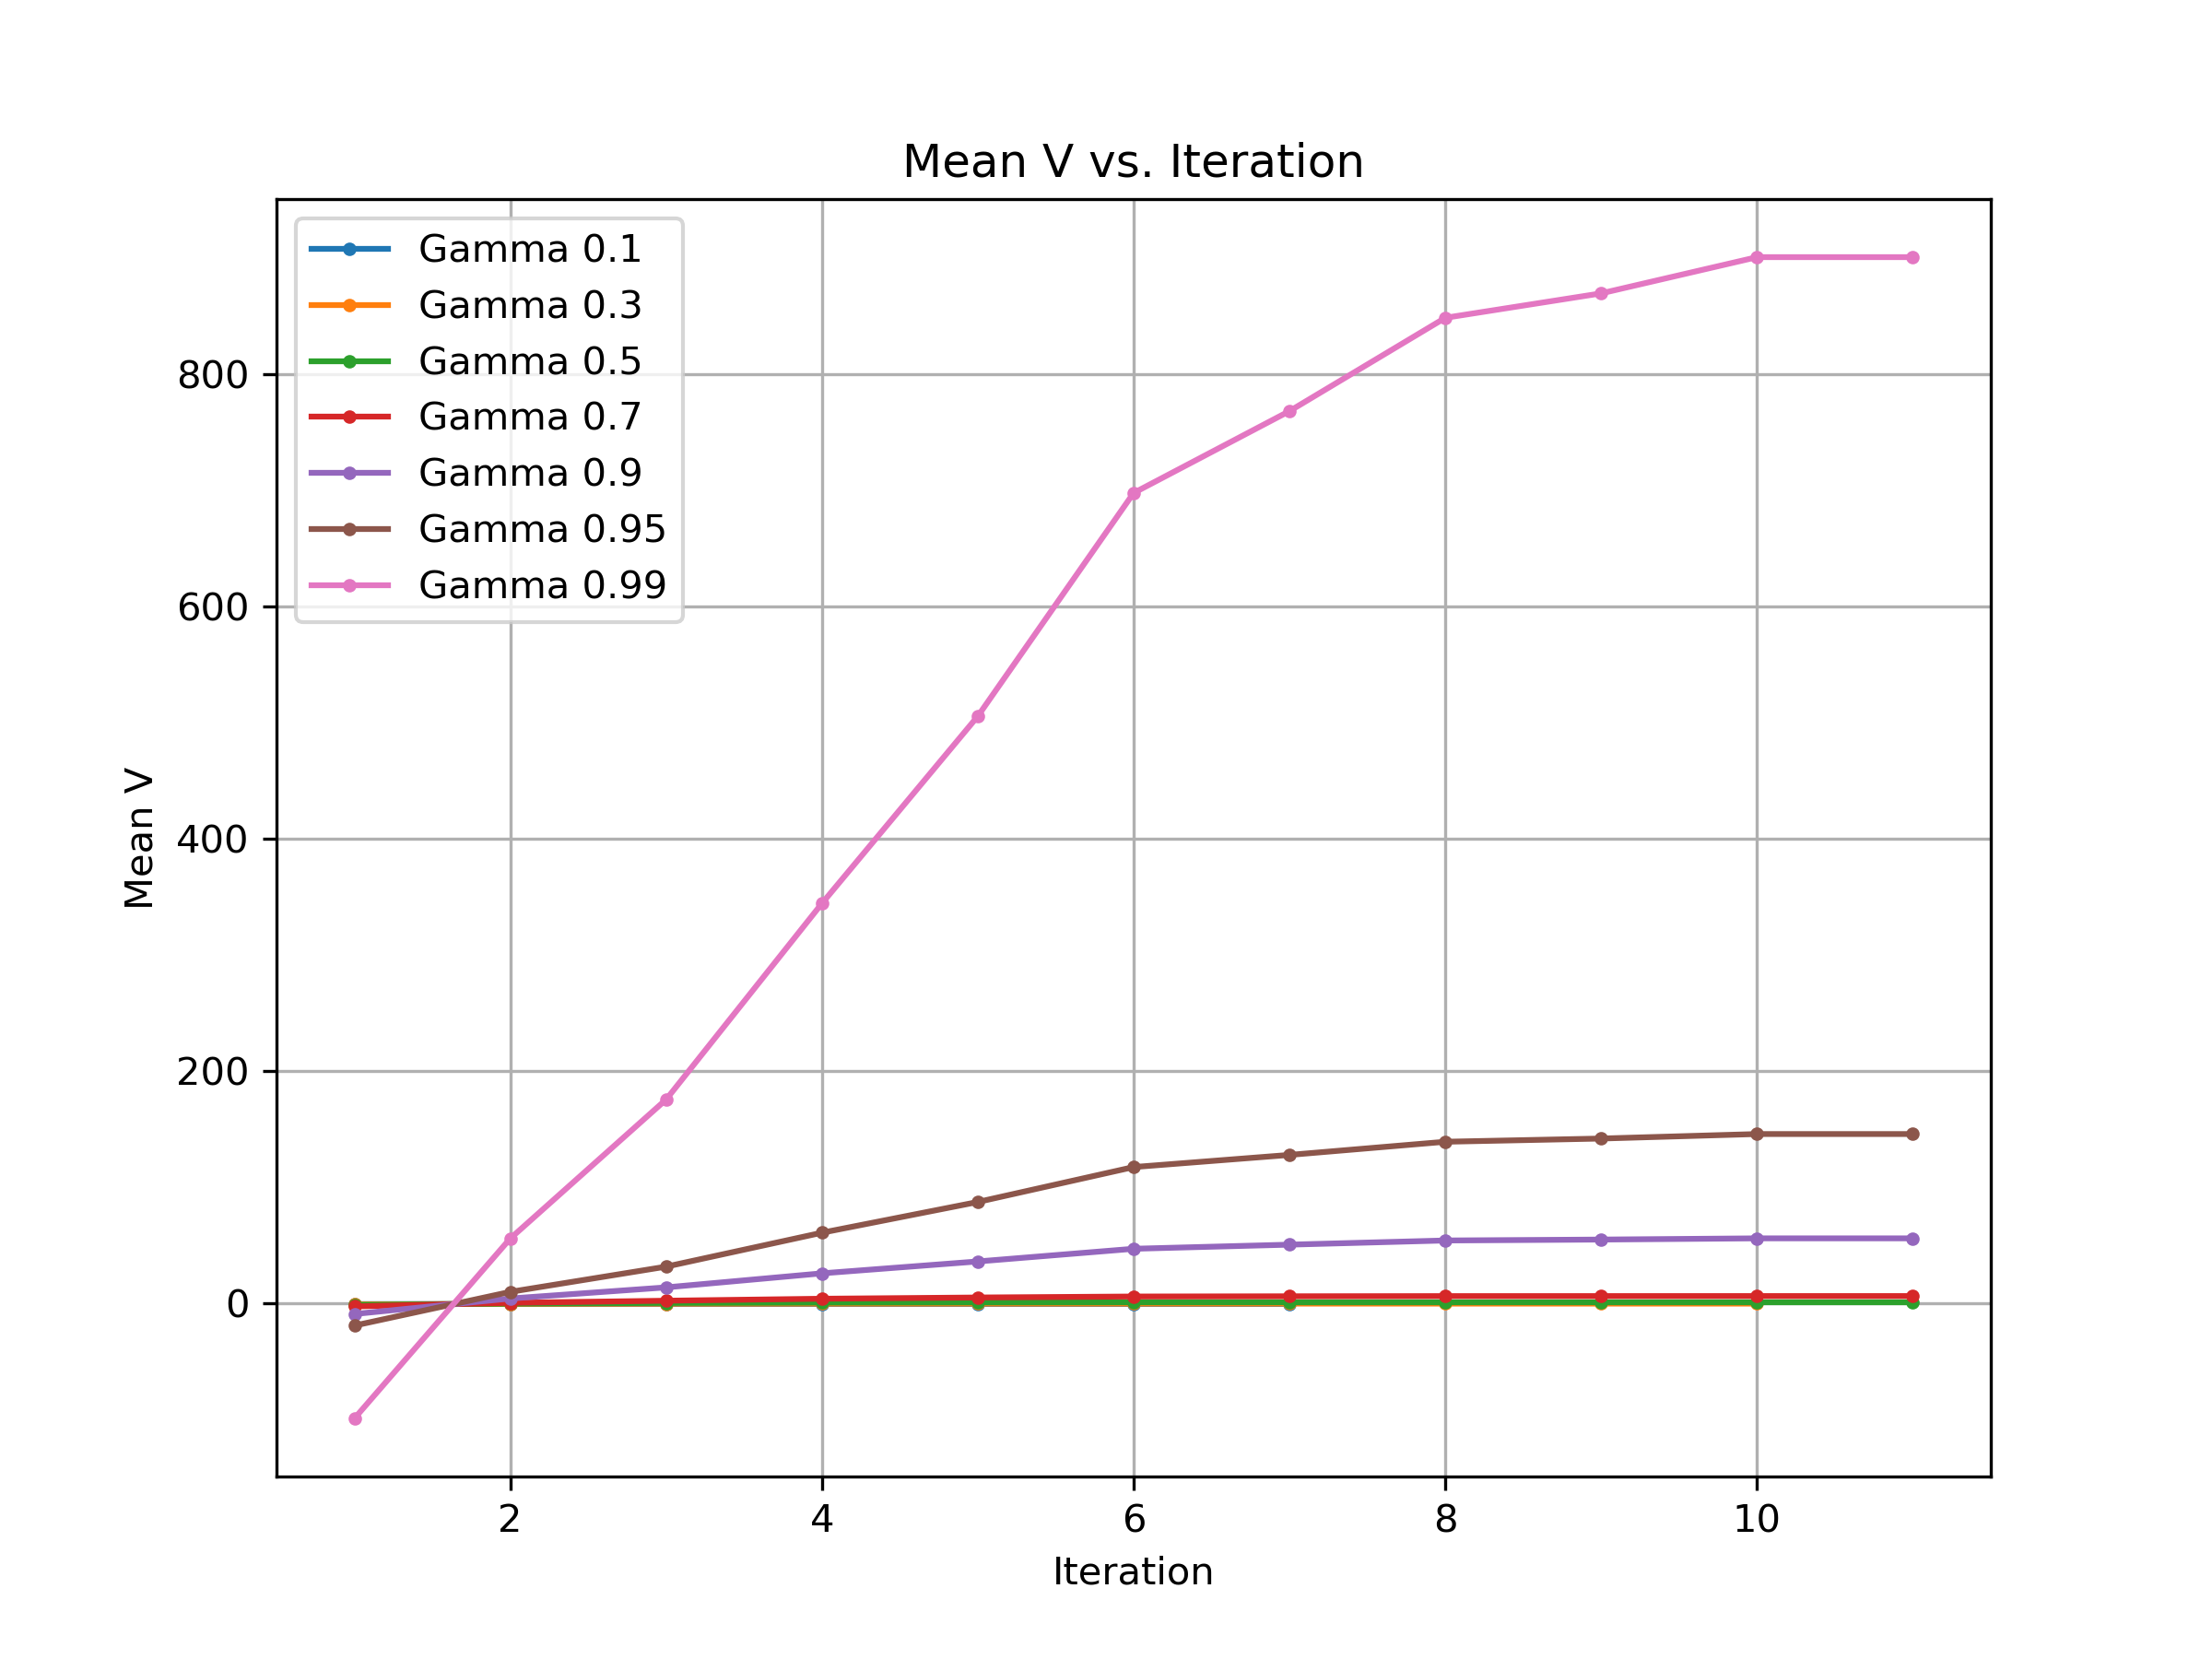 Mean V vs. Iteration
Gamma 0.1
Gamma 0.3
Gamma 0.5
Gamma 0.7
Gamma 0.9
Gamma 0.95
Gamma 0.99
800
600
400
200
0
Mean V
2 4 6 8 10
Iteration